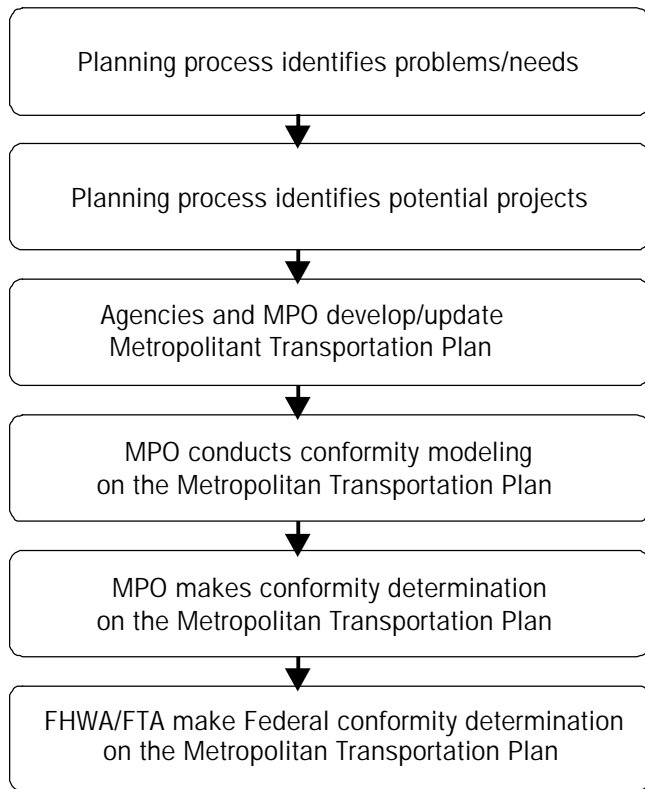 Planning process identifies problems/needs
Planning process identifies potential projects
Agencies and MPO develop/update
Metropolitant Transportation Plan
MPO conducts conformity modeling
on the Metropolitan Transportation Plan
MPO makes conformity determination
on the Metropolitan Transportation Plan
FHWA/FTA make Federal conformity determination
on the Metropolitan Transportation Plan